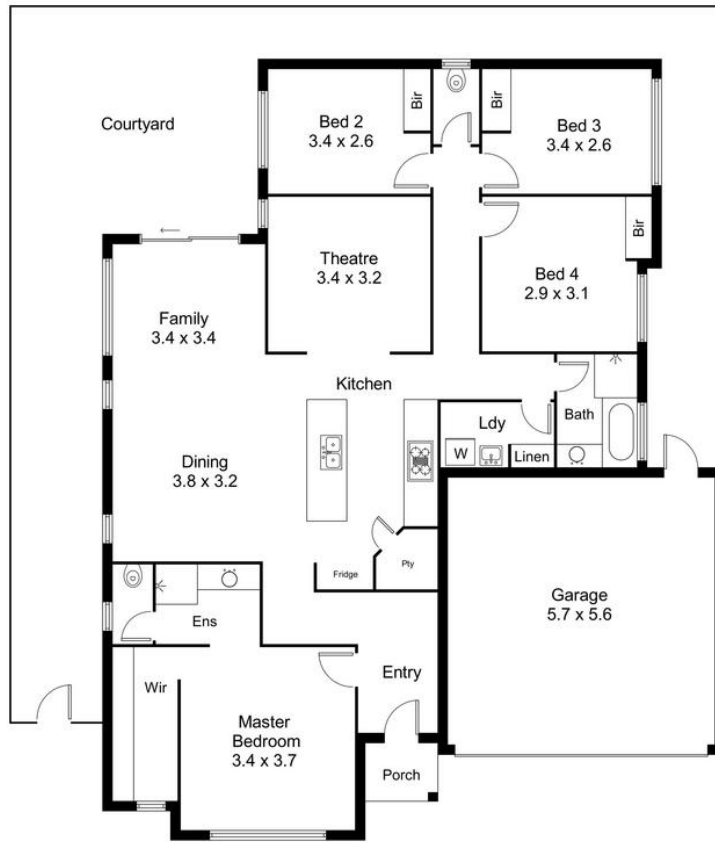 Courtyard
Bed 2
3.4 x 2.6
Bir
Bir
Bed 3
3.4 x 2.6
Theatre
3.4 x 3.2
Bir
Bed 4
2.9 x 3.1
Family
3.4 x 3.4
Kitchen
Ldy
Bath
W
Linen
Dining
3.8 x 3.2
Fridge
Pty
Garage
5.7 x 5.6
Ens
Wir
Entry
Master
Bedroom
3.4 x 3.7
Porch